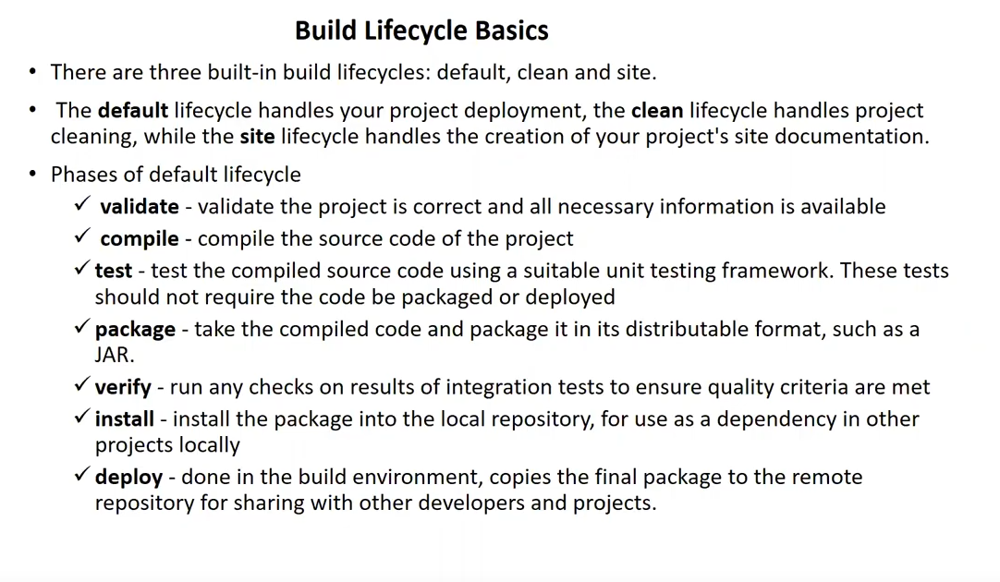 Build Lifecycle Basics
• There are three built-in build lifecycles: default, clean and site.
• The default lifecycle handles your project deployment, the clean lifecycle handles project
cleaning, while the site lifecycle handles the creation of your project's site documentation.
• Phases of default lifecycle
✓ validate - validate the project is correct and all necessary information is available
✓ compile - compile the source code of the project
✓ test - test the compiled source code using a suitable unit testing framework. These tests
should not require the code be packaged or deployed
✓ package - take the compiled code and package it in its distributable format, such as a
JAR.
✓ verify - run any checks on results of integration tests to ensure quality criteria are met
✓ install - install the package into the local repository, for use as a dependency in other
projects locally
✓ deploy - done in the build environment, copies the final package to the remote
repository for sharing with other developers and projects.